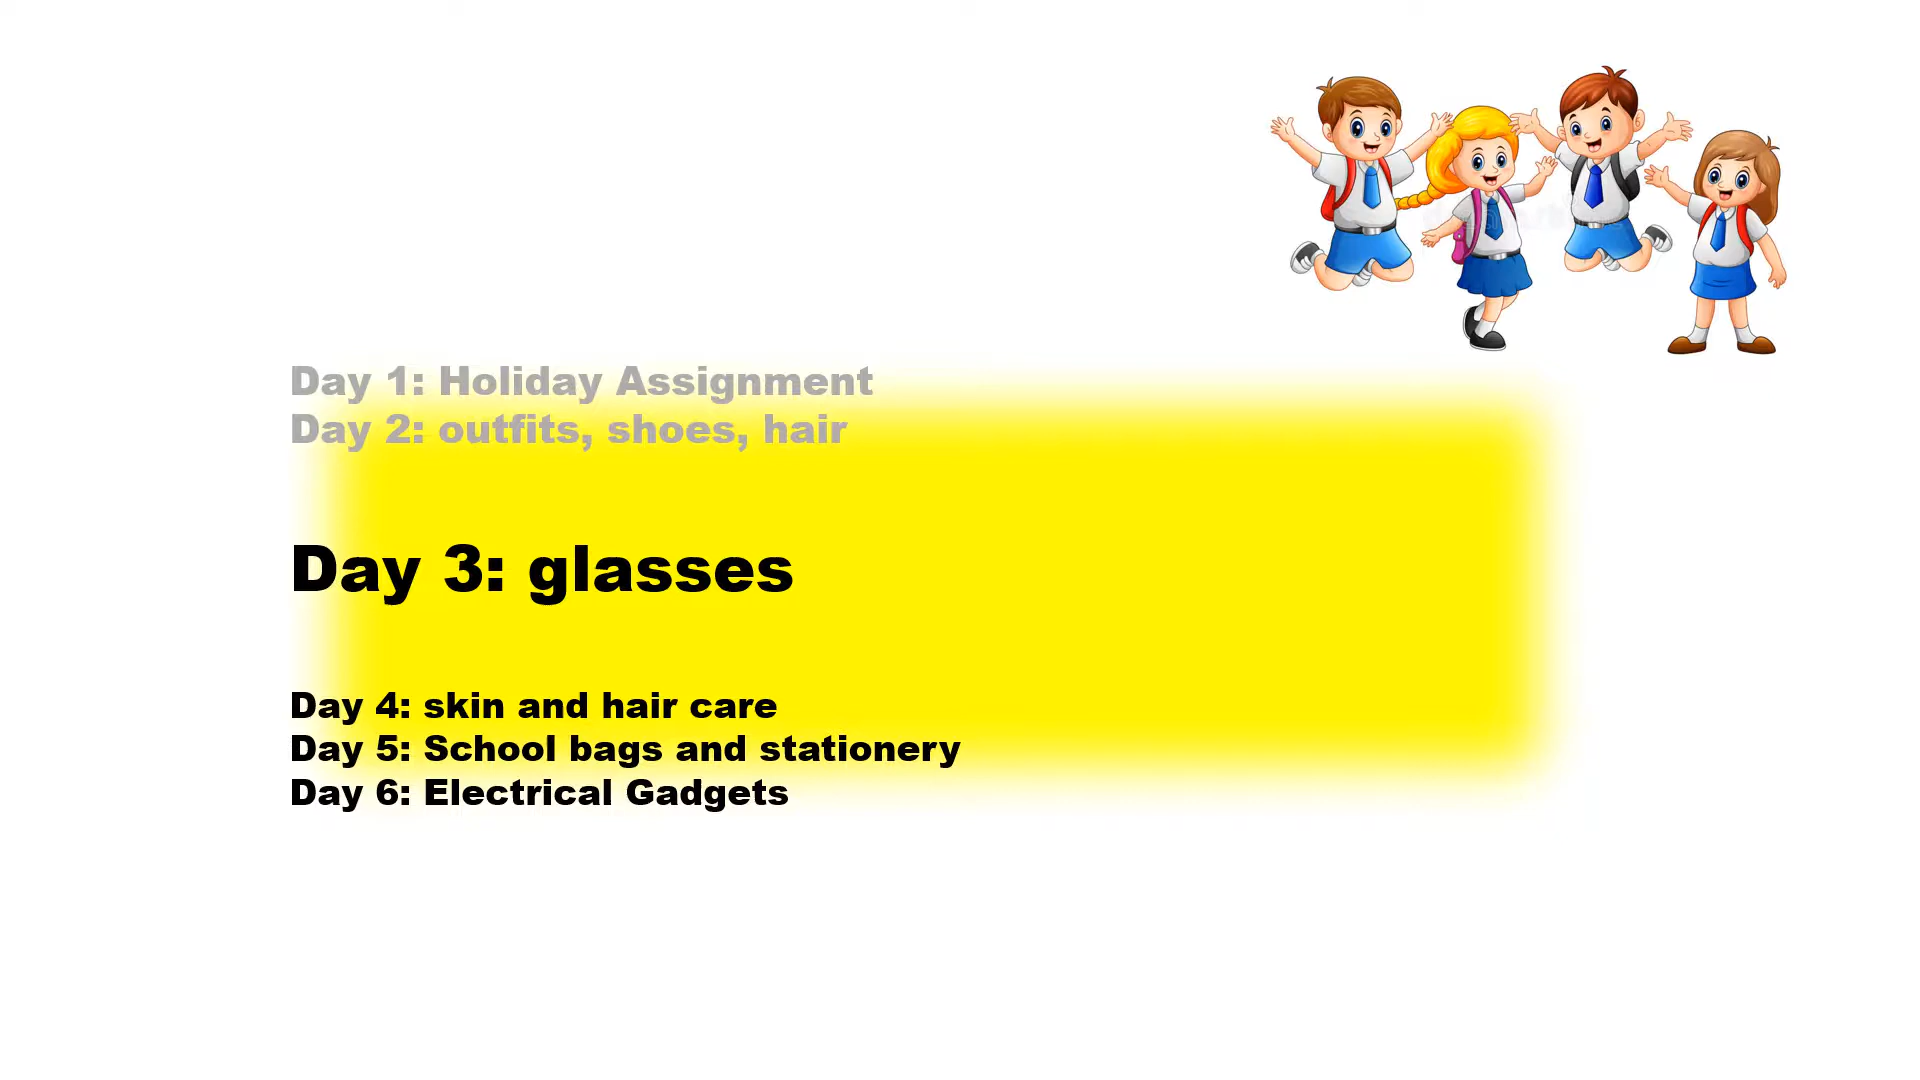 Day 1: Holiday Assignment
Day 2: outfits, shoes, hair
Day 3: glasses
Day 4: skin and hair care
Day 5: School bags and stationery
Day 6: Electrical Gadgets